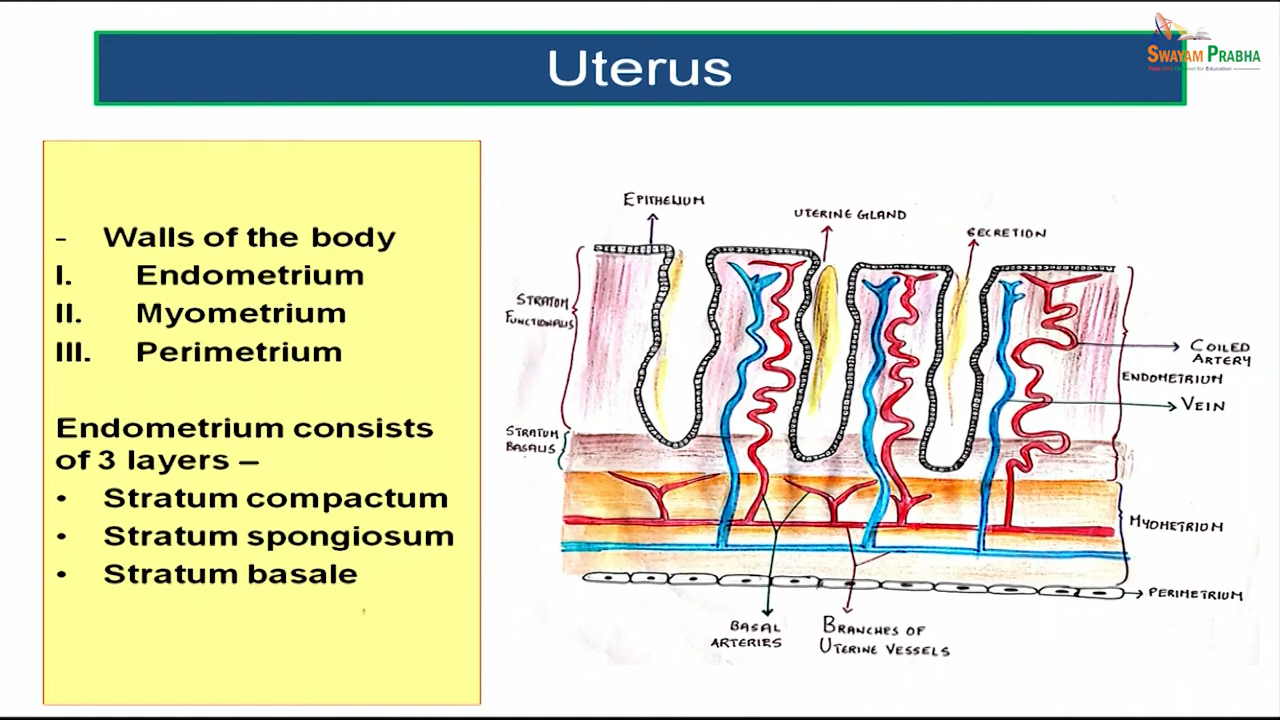 Uterus
SWAYAM PRABHA
- Walls of the body
I. Endometrium
II. Myometrium
III. Perimetrium
Endometrium consists
of 3 layers –
• Stratum compactum
• Stratum spongiosum
• Stratum basale
EPITHELIUM
UTERINE GLAND
SECRETION
STRATUM
FUNCTIONALIS
COILED
ARTERY
ENDOMETRIUM
VEIN
STRATUM
BASALIS
MYOMETRIUM
PERIMETRIUM
BASAL
ARTERIES
BRANCHES OF
UTERINE VESSELS